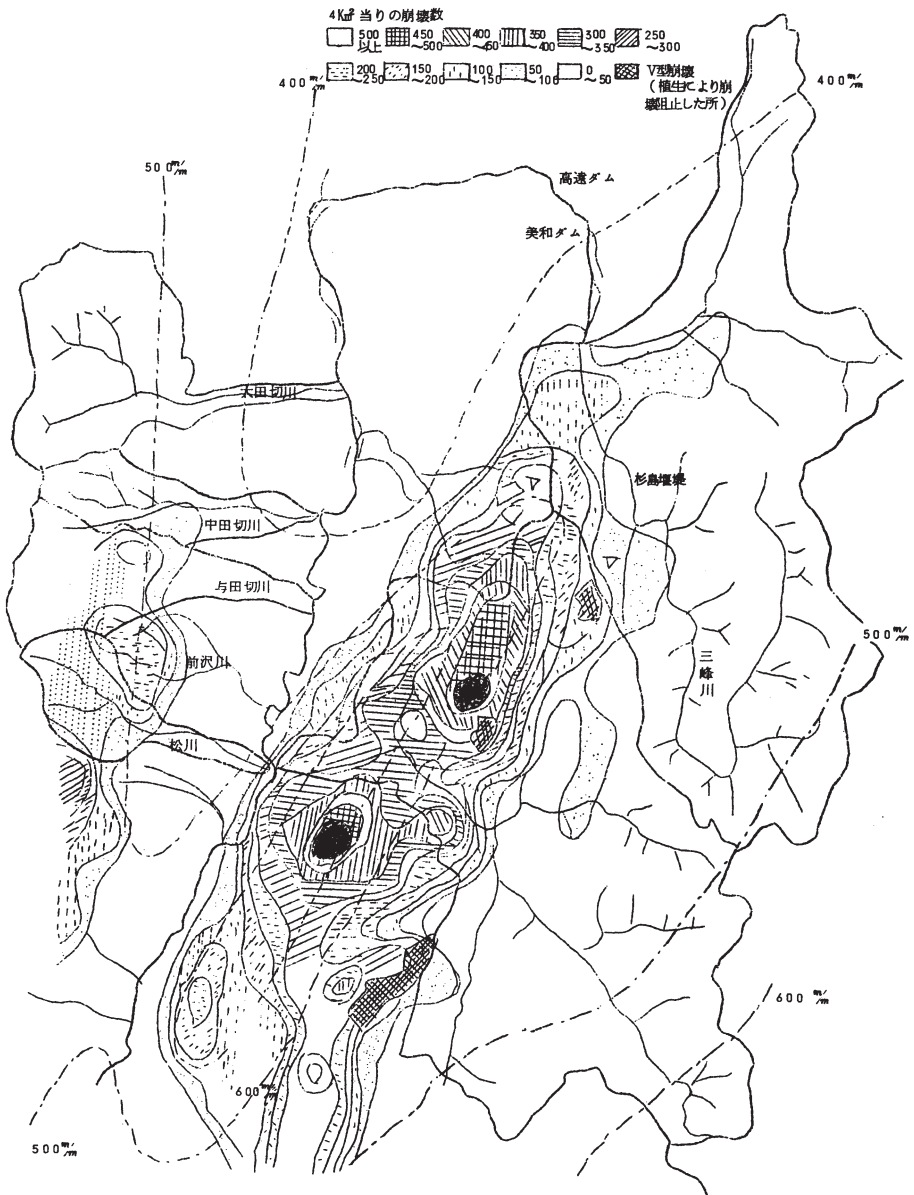 4Km²当りの崩壊数
500以上
450~500
400~450
350~400
300~350
250~300
200~250
150~200
100~150
50~100
0~50
V型崩壊
(植生により崩
壊阻止した所)
400m/m
400m/m
500m/m
高遠ダム
美和ダム
大田切川
杉島堰堤
中田切川
与田切川
500m/m
三峰川
前沢川
松川
600m/m
600m/m
500m/m